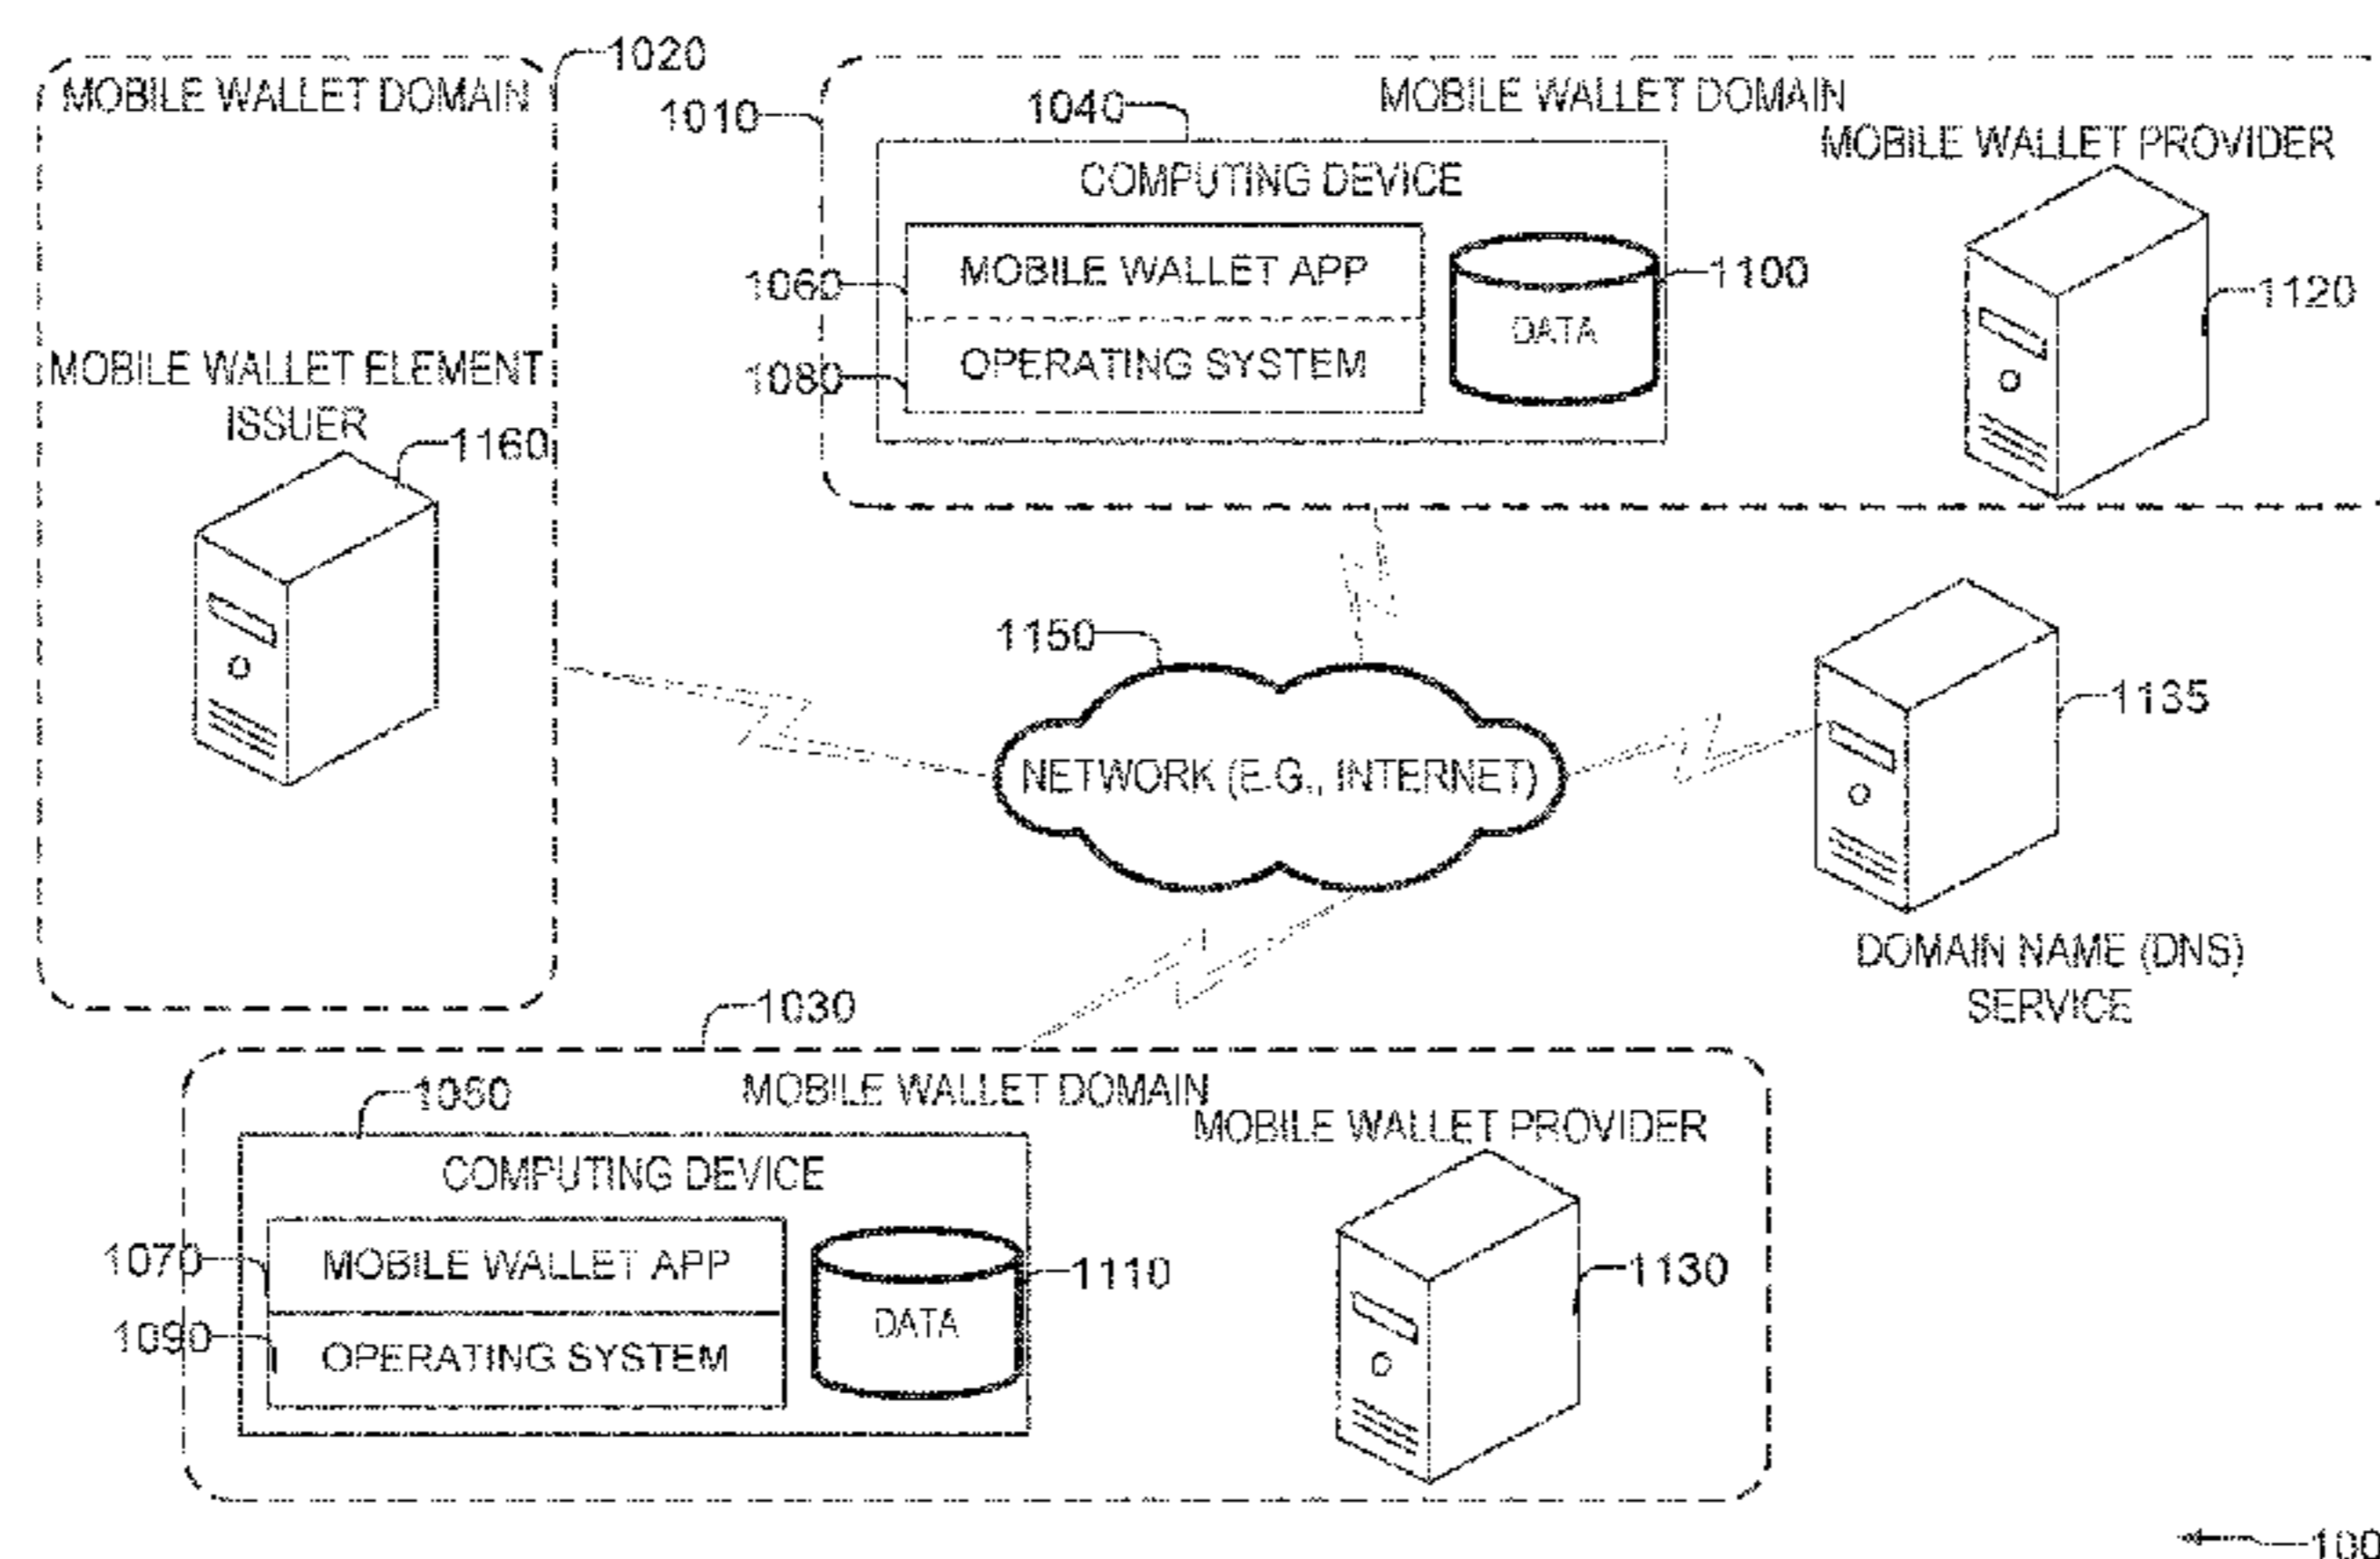 1020
MOBILE WALLET DOMAIN
MOBILE WALLET ELEMENT
ISSUER
1160
1010
1040
MOBILE WALLET DOMAIN
MOBILE WALLET PROVIDER
COMPUTING DEVICE
1060
MOBILE WALLET APP
1100
1120
DATA
1080
OPERATING SYSTEM
1150
NETWORK (E.G., INTERNET)
1135
DOMAIN NAME (DNS)
SERVICE
1030
MOBILE WALLET DOMAIN
1050
MOBILE WALLET PROVIDER
COMPUTING DEVICE
1070
MOBILE WALLET APP
1110
1130
DATA
1090
OPERATING SYSTEM